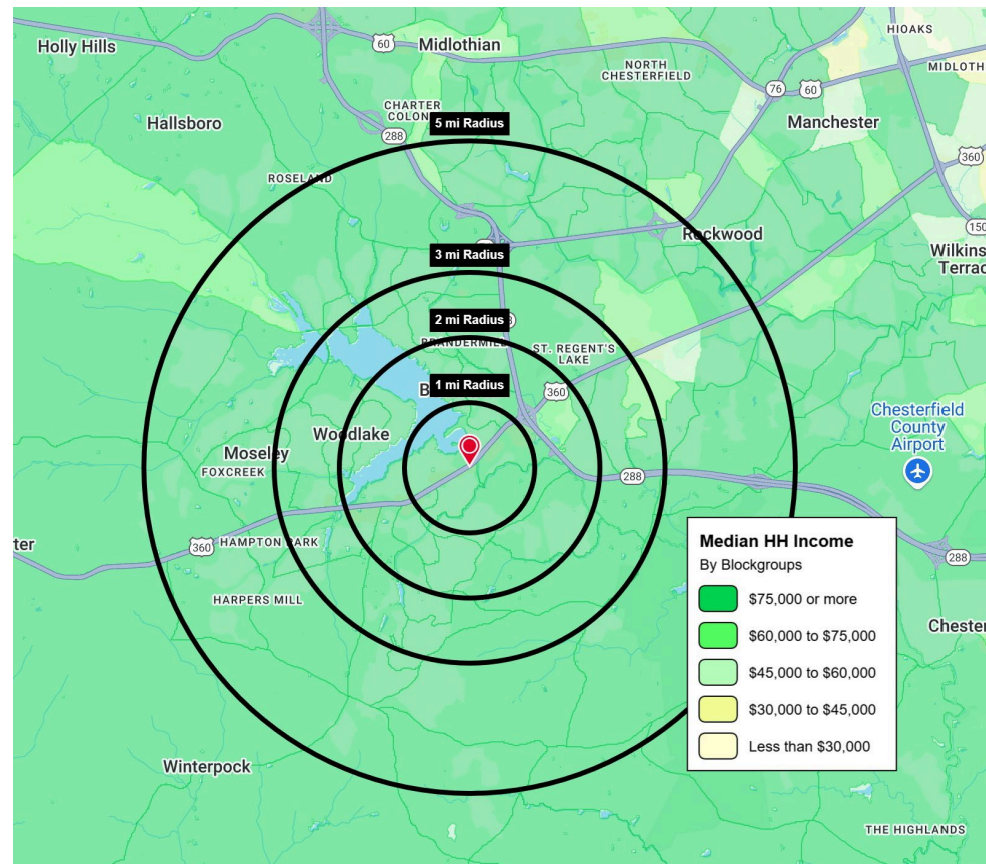 Holly Hills
60
Midlothian
HIOAKS
NORTH
CHESTERFIELD
MIDLOTH
76
60
CHARTER
COLON
5 mi Radius
Hallsboro
288
Manchester
360
ROSELAND
150
Rockwood
Wilkins
Terrac
3 mi Radius
2 mi Radius
BRANDERMILL
ST. REGENT'S
LAKE
1 mi Radius
B
360
Chesterfield
County
Airport
Woodlake
Moseley
FOXCREEK
288
360
HAMPTON PARK
ter
288
HARPERS MILL
Median HH Income
By Blockgroups
$75,000 or more
$60,000 to $75,000
$45,000 to $60,000
$30,000 to $45,000
Less than $30,000
Chester
Winterpock
THE HIGHLANDS